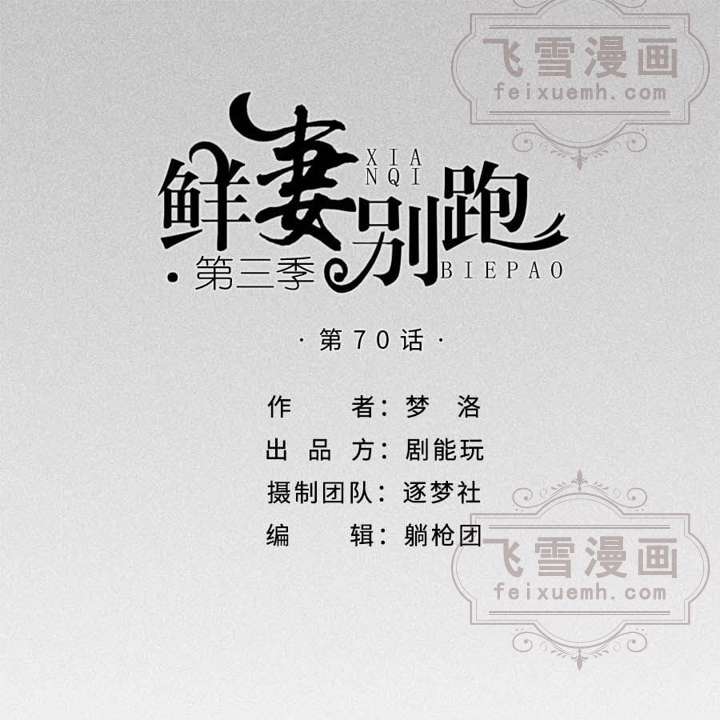 飞雪漫画
feixuemh.com
鲜妻别跑
XIA
NQI
BIEPAO
·第三季
· 第70话 ·
作 者：梦 洛
出 品 方：剧能玩
摄制团队：逐梦社
编 辑：躺枪团
飞雪漫画
feixuemh.com